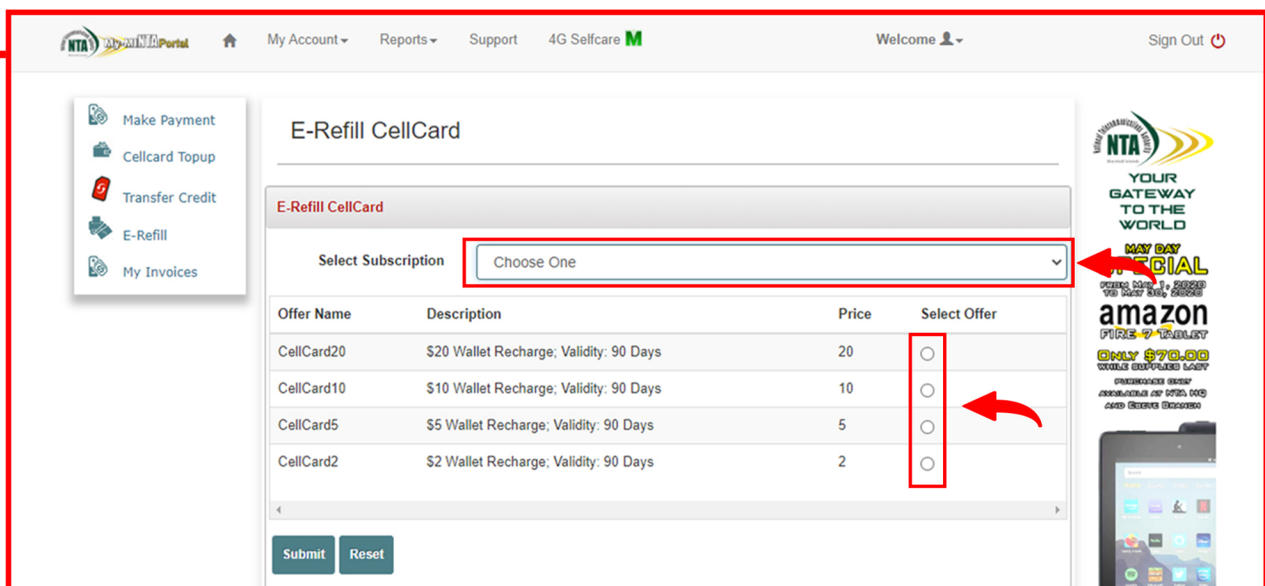 NTA My-miNTA Portal My Account Reports Support 4G Selfcare M Welcome Sign Out
Make Payment
Cellcard Topup
Transfer Credit
E-Refill
My Invoices
E-Refill CellCard
E-Refill CellCard
Select Subscription Choose One
Offer Name Description Price Select Offer
CellCard20 $20 Wallet Recharge; Validity: 90 Days 20
CellCard10 $10 Wallet Recharge; Validity: 90 Days 10
CellCard5 $5 Wallet Recharge; Validity: 90 Days 5
CellCard2 $2 Wallet Recharge; Validity: 90 Days 2
Submit Reset
National Telecommunications Authority
NTA
YOUR
GATEWAY
TO THE
WORLD
MAY DAY
SPECIAL
FROM MAY 1, 2020
TO MAY 30, 2020
amazon
FIRE 7 TABLET
ONLY $70.00
WHILE SUPPLIES LAST
PURCHASE ONLY
AVAILABLE AT NTA HQ
AND EBEYE BRANCH